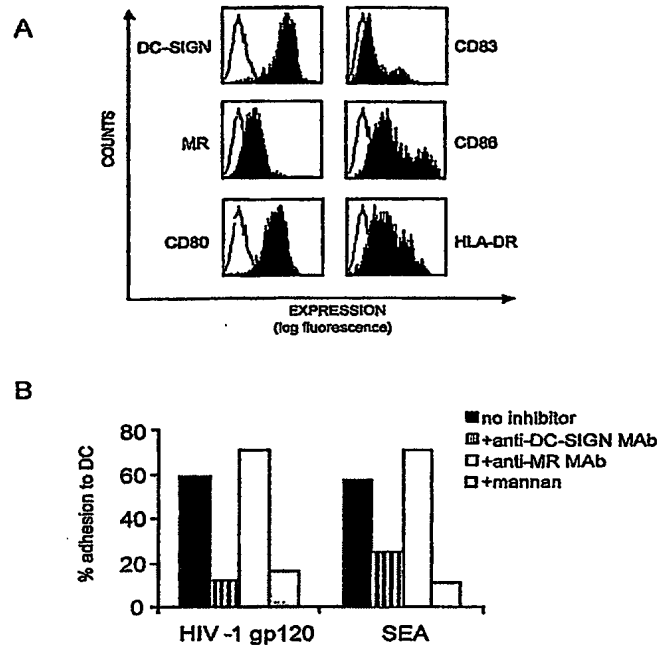 A
DC-SIGN
CD83
MR
CD86
CD80
HLA-DR
COUNTS
EXPRESSION
(log fluorescence)
B
no inhibitor
+anti-DC-SIGN MAb
+anti-MR MAb
+mannan
% adhesion to DC
80
60
40
20
0
HIV -1 gp120
SEA